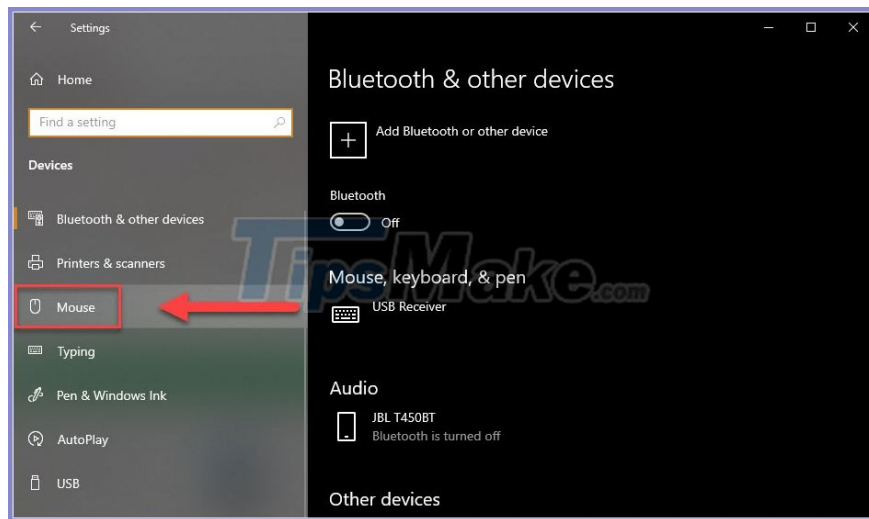 Settings
Home
Find a setting
Devices
Bluetooth & other devices
Printers & scanners
Mouse
Typing
Pen & Windows Ink
AutoPlay
USB
Bluetooth & other devices
Add Bluetooth or other device
Bluetooth
Off
Mouse, keyboard, & pen
USB Receiver
Audio
JBL T450BT
Bluetooth is turned off
Other devices
TipsMake.com